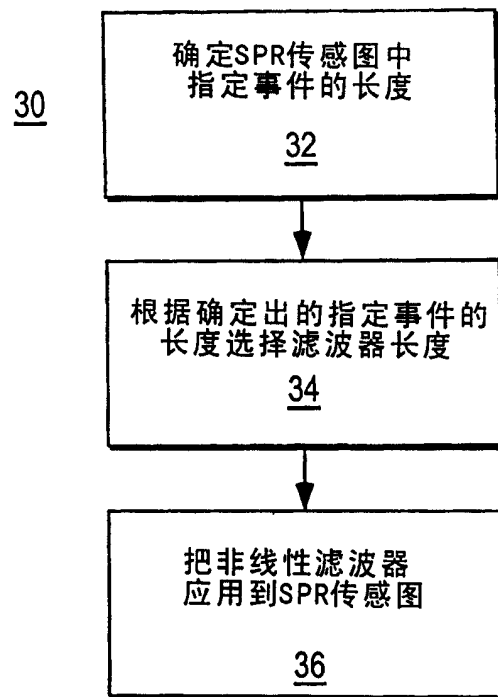 30
确定SPR传感图中
指定事件的长度
32
根据确定出的指定事件的
长度选择滤波器长度
34
把非线性滤波器
应用到SPR传感图
36